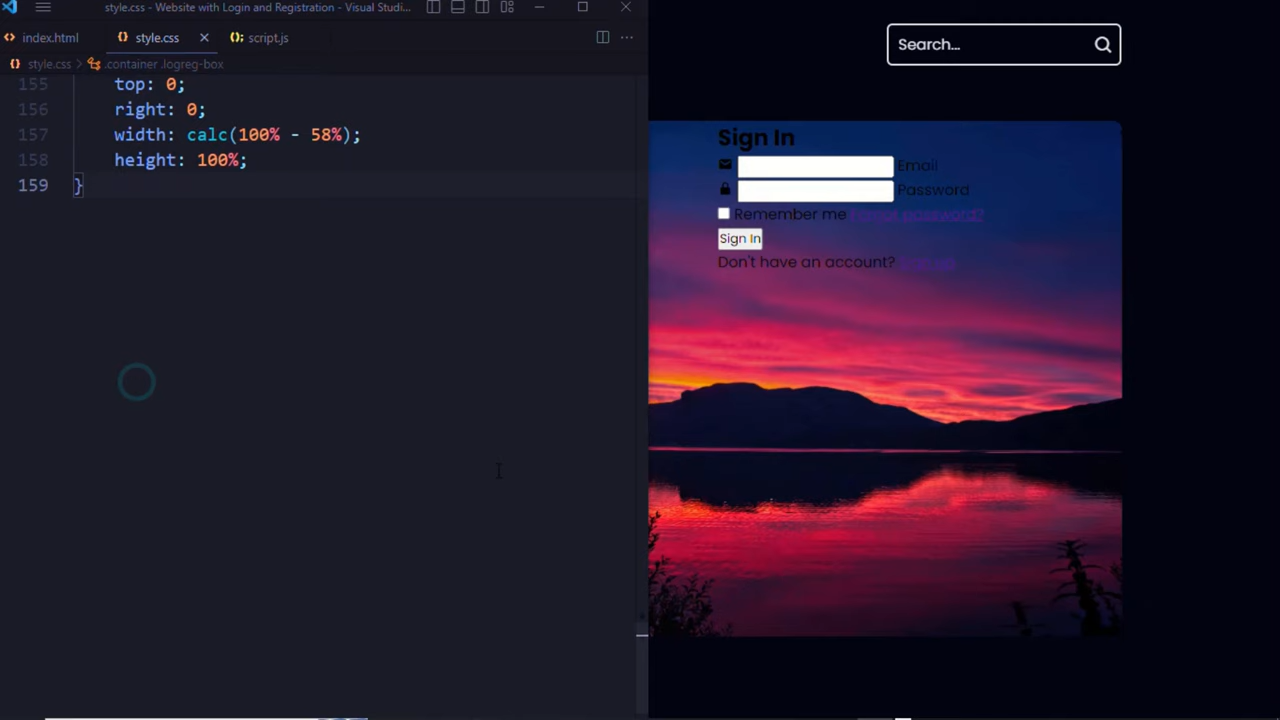 style.css - Website with Login and Registration - Visual Studi...
index.html
style.css
script.js
style.css > .container .logreg-box
155 top: 0;
156 right: 0;
157 width: calc(100% - 58%);
158 height: 100%;
159 }
Search...
Sign In
Email
Password
Remember me Forgot password?
Sign In
Don't have an account?